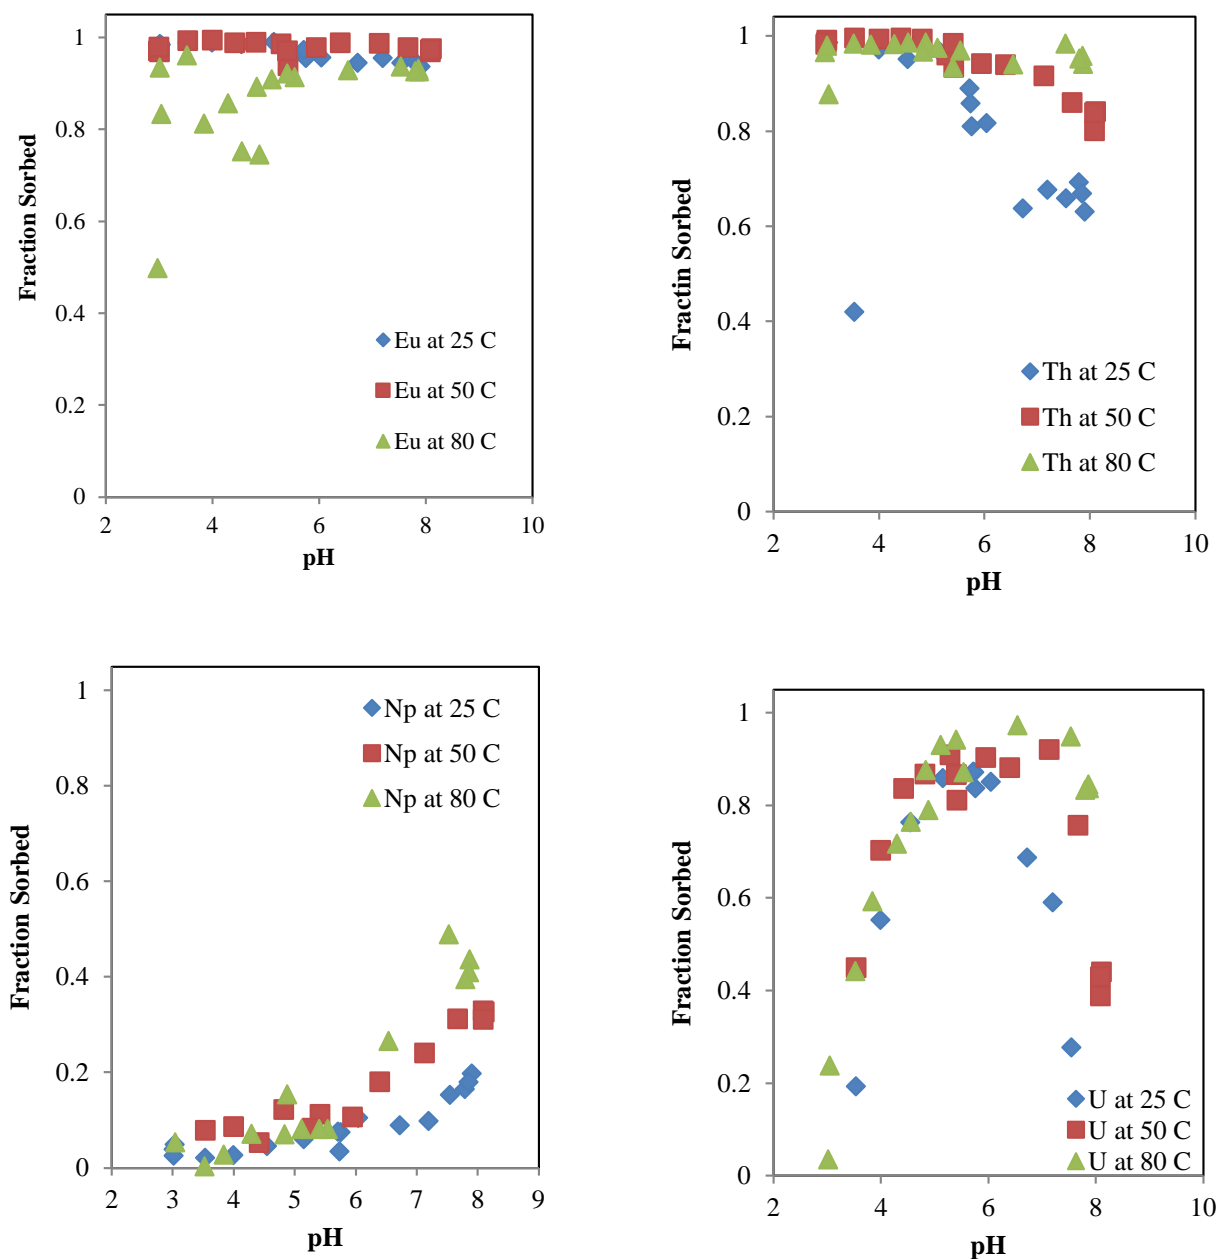 1
0.8
0.6
0.4
0.2
0
Fraction Sorbed
2
4
6
8
10
pH
Eu at 25 C
Eu at 50 C
Eu at 80 C
1
0.8
0.6
0.4
0.2
0
Fractin Sorbed
2
4
6
8
10
pH
Th at 25 C
Th at 50 C
Th at 80 C
1
0.8
0.6
0.4
0.2
0
Fraction Sorbed
2
3
4
5
6
7
8
9
pH
Np at 25 C
Np at 50 C
Np at 80 C
1
0.8
0.6
0.4
0.2
0
Fraction Sorbed
2
4
6
8
10
pH
U at 25 C
U at 50 C
U at 80 C